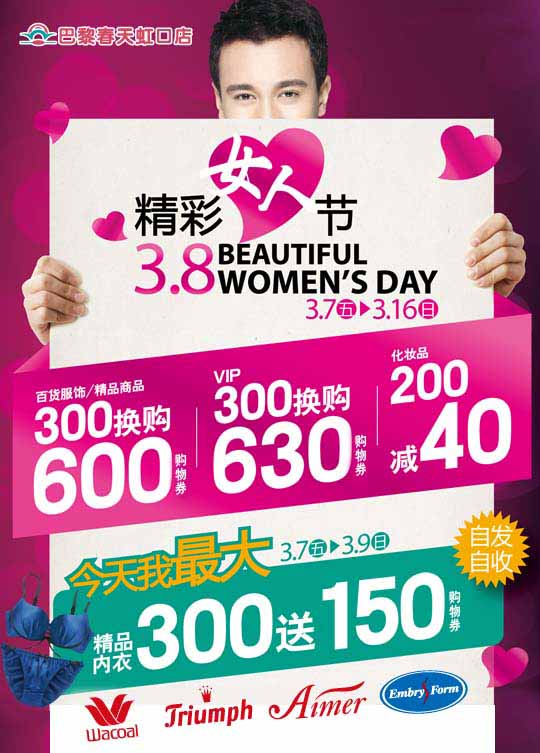 巴黎春天虹口店
精彩女人节
3.8 BEAUTIFUL
WOMEN'S DAY
3.7五▶3.16日
百货服饰/精品商品
300换购
600购物券
VIP
300换购
630购物券
化妆品
200
减40
今天我最大
3.7五▶3.9日
自发
自收
精品
内衣
300送150购物券
Wacoal
Triumph
Aimer
Embry Form